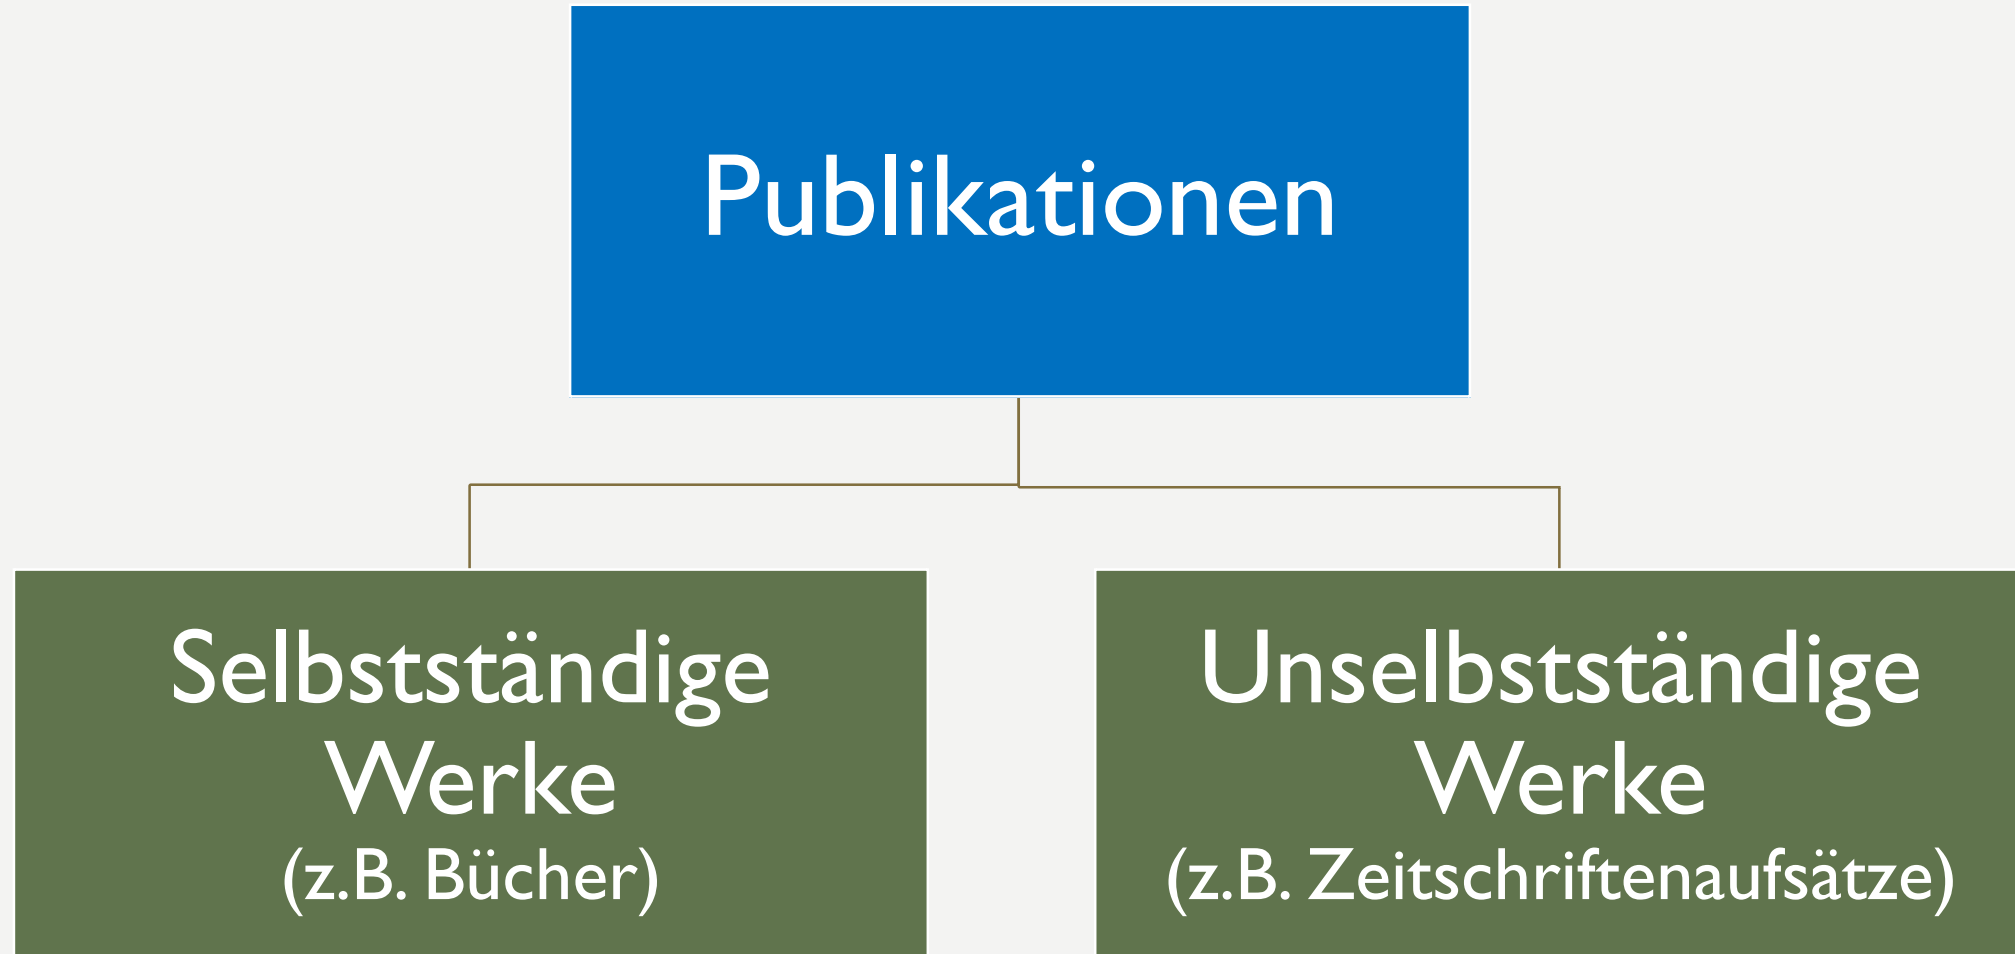 Publikationen
Selbstständige
Werke
(z.B. Bücher)
Unselbstständige
Werke
(z.B. Zeitschriftenaufsätze)